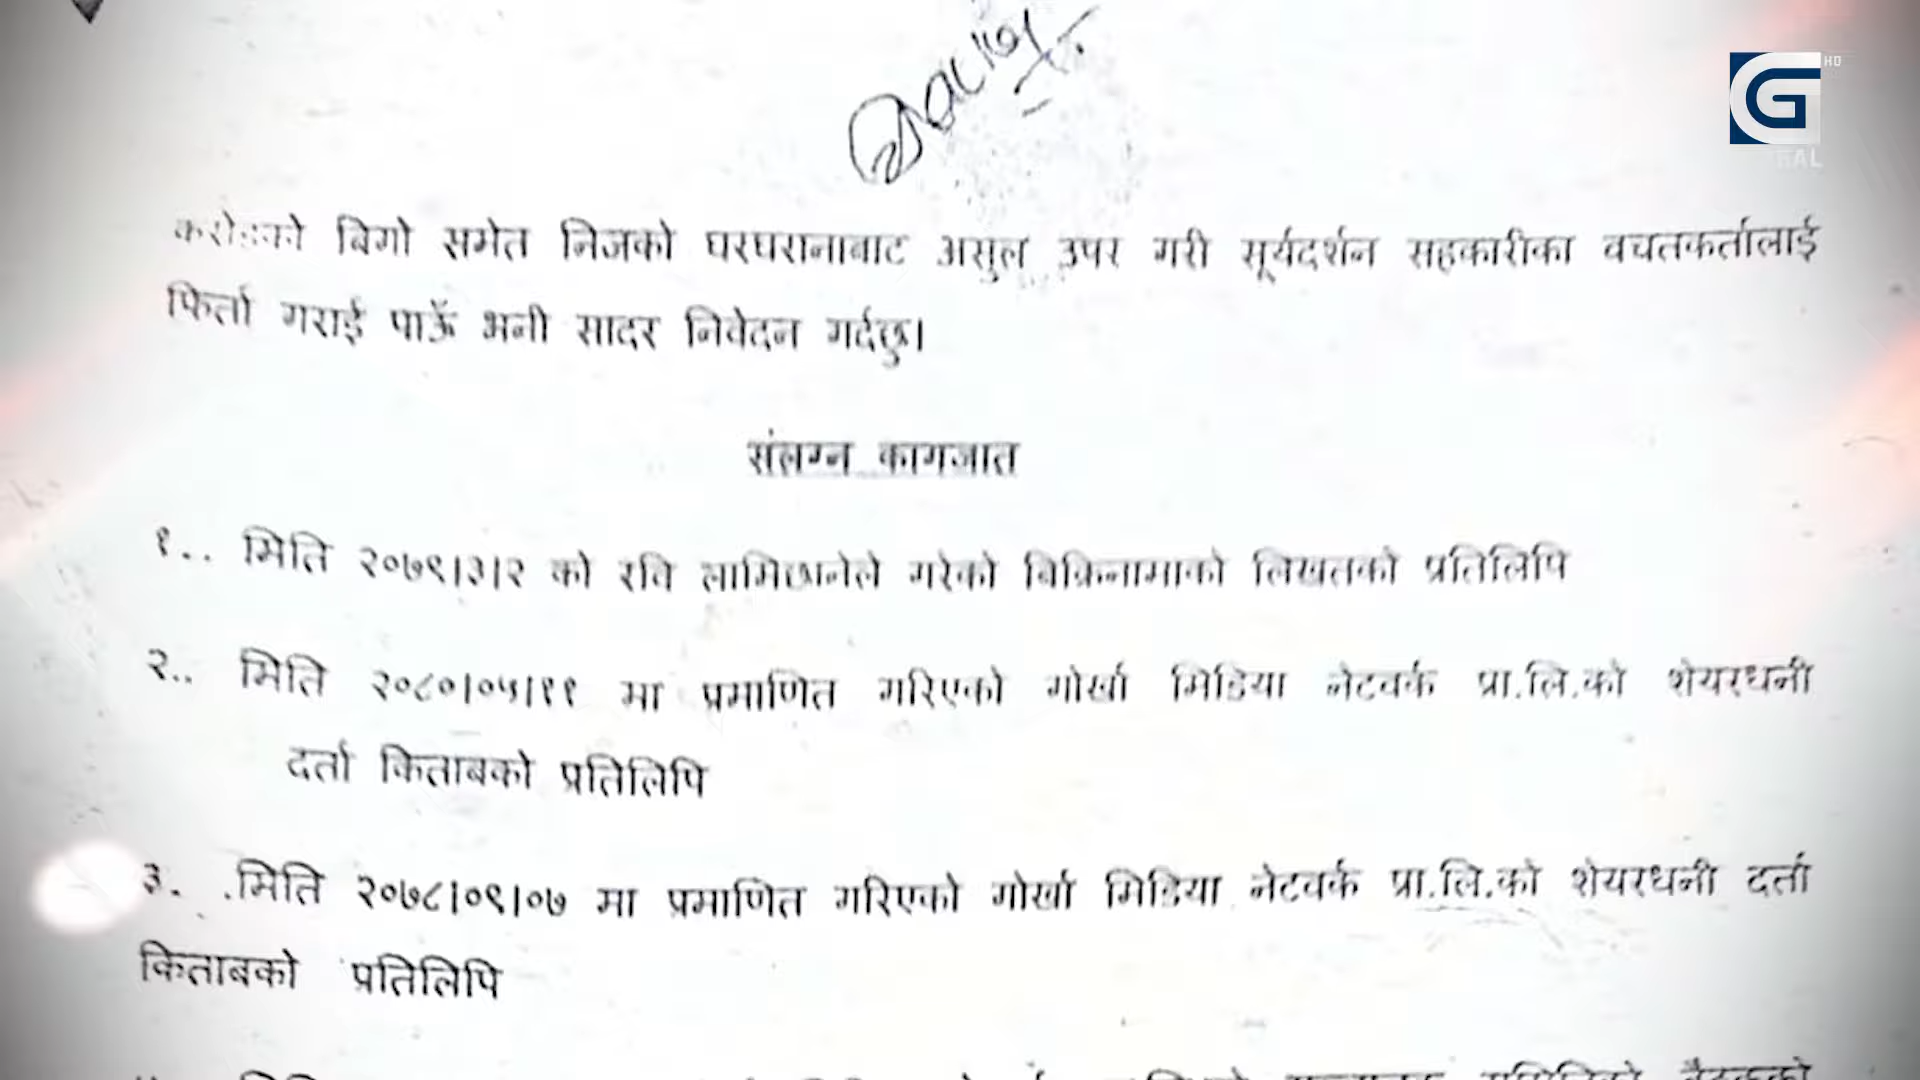 HD
करोडको बिगो समेत निजको घरघरानाबाट असुल उपर गरी सूर्यदर्शन सहकारीका बचतकर्तालाई
फिर्ता गराई पाऊँ भनी सादर निवेदन गर्दछु।
संलग्न कागजात
१.. मिति २०७९।३।२ को रवि लामिछानेले गरेको बिक्रिनामाको लिखतको प्रतिलिपि
२.. मिति २०८०।०५।११ मा प्रमाणित गरिएको गोर्खा मिडिया नेटवर्क प्रा.लि.को शेयरधनी
दर्ता किताबको प्रतिलिपि
३. .मिति २०७८।०९।०७ मा प्रमाणित गरिएको गोर्खा मिडिया नेटवर्क प्रा.लि.को शेयरधनी दर्ता
किताबको प्रतिलिपि